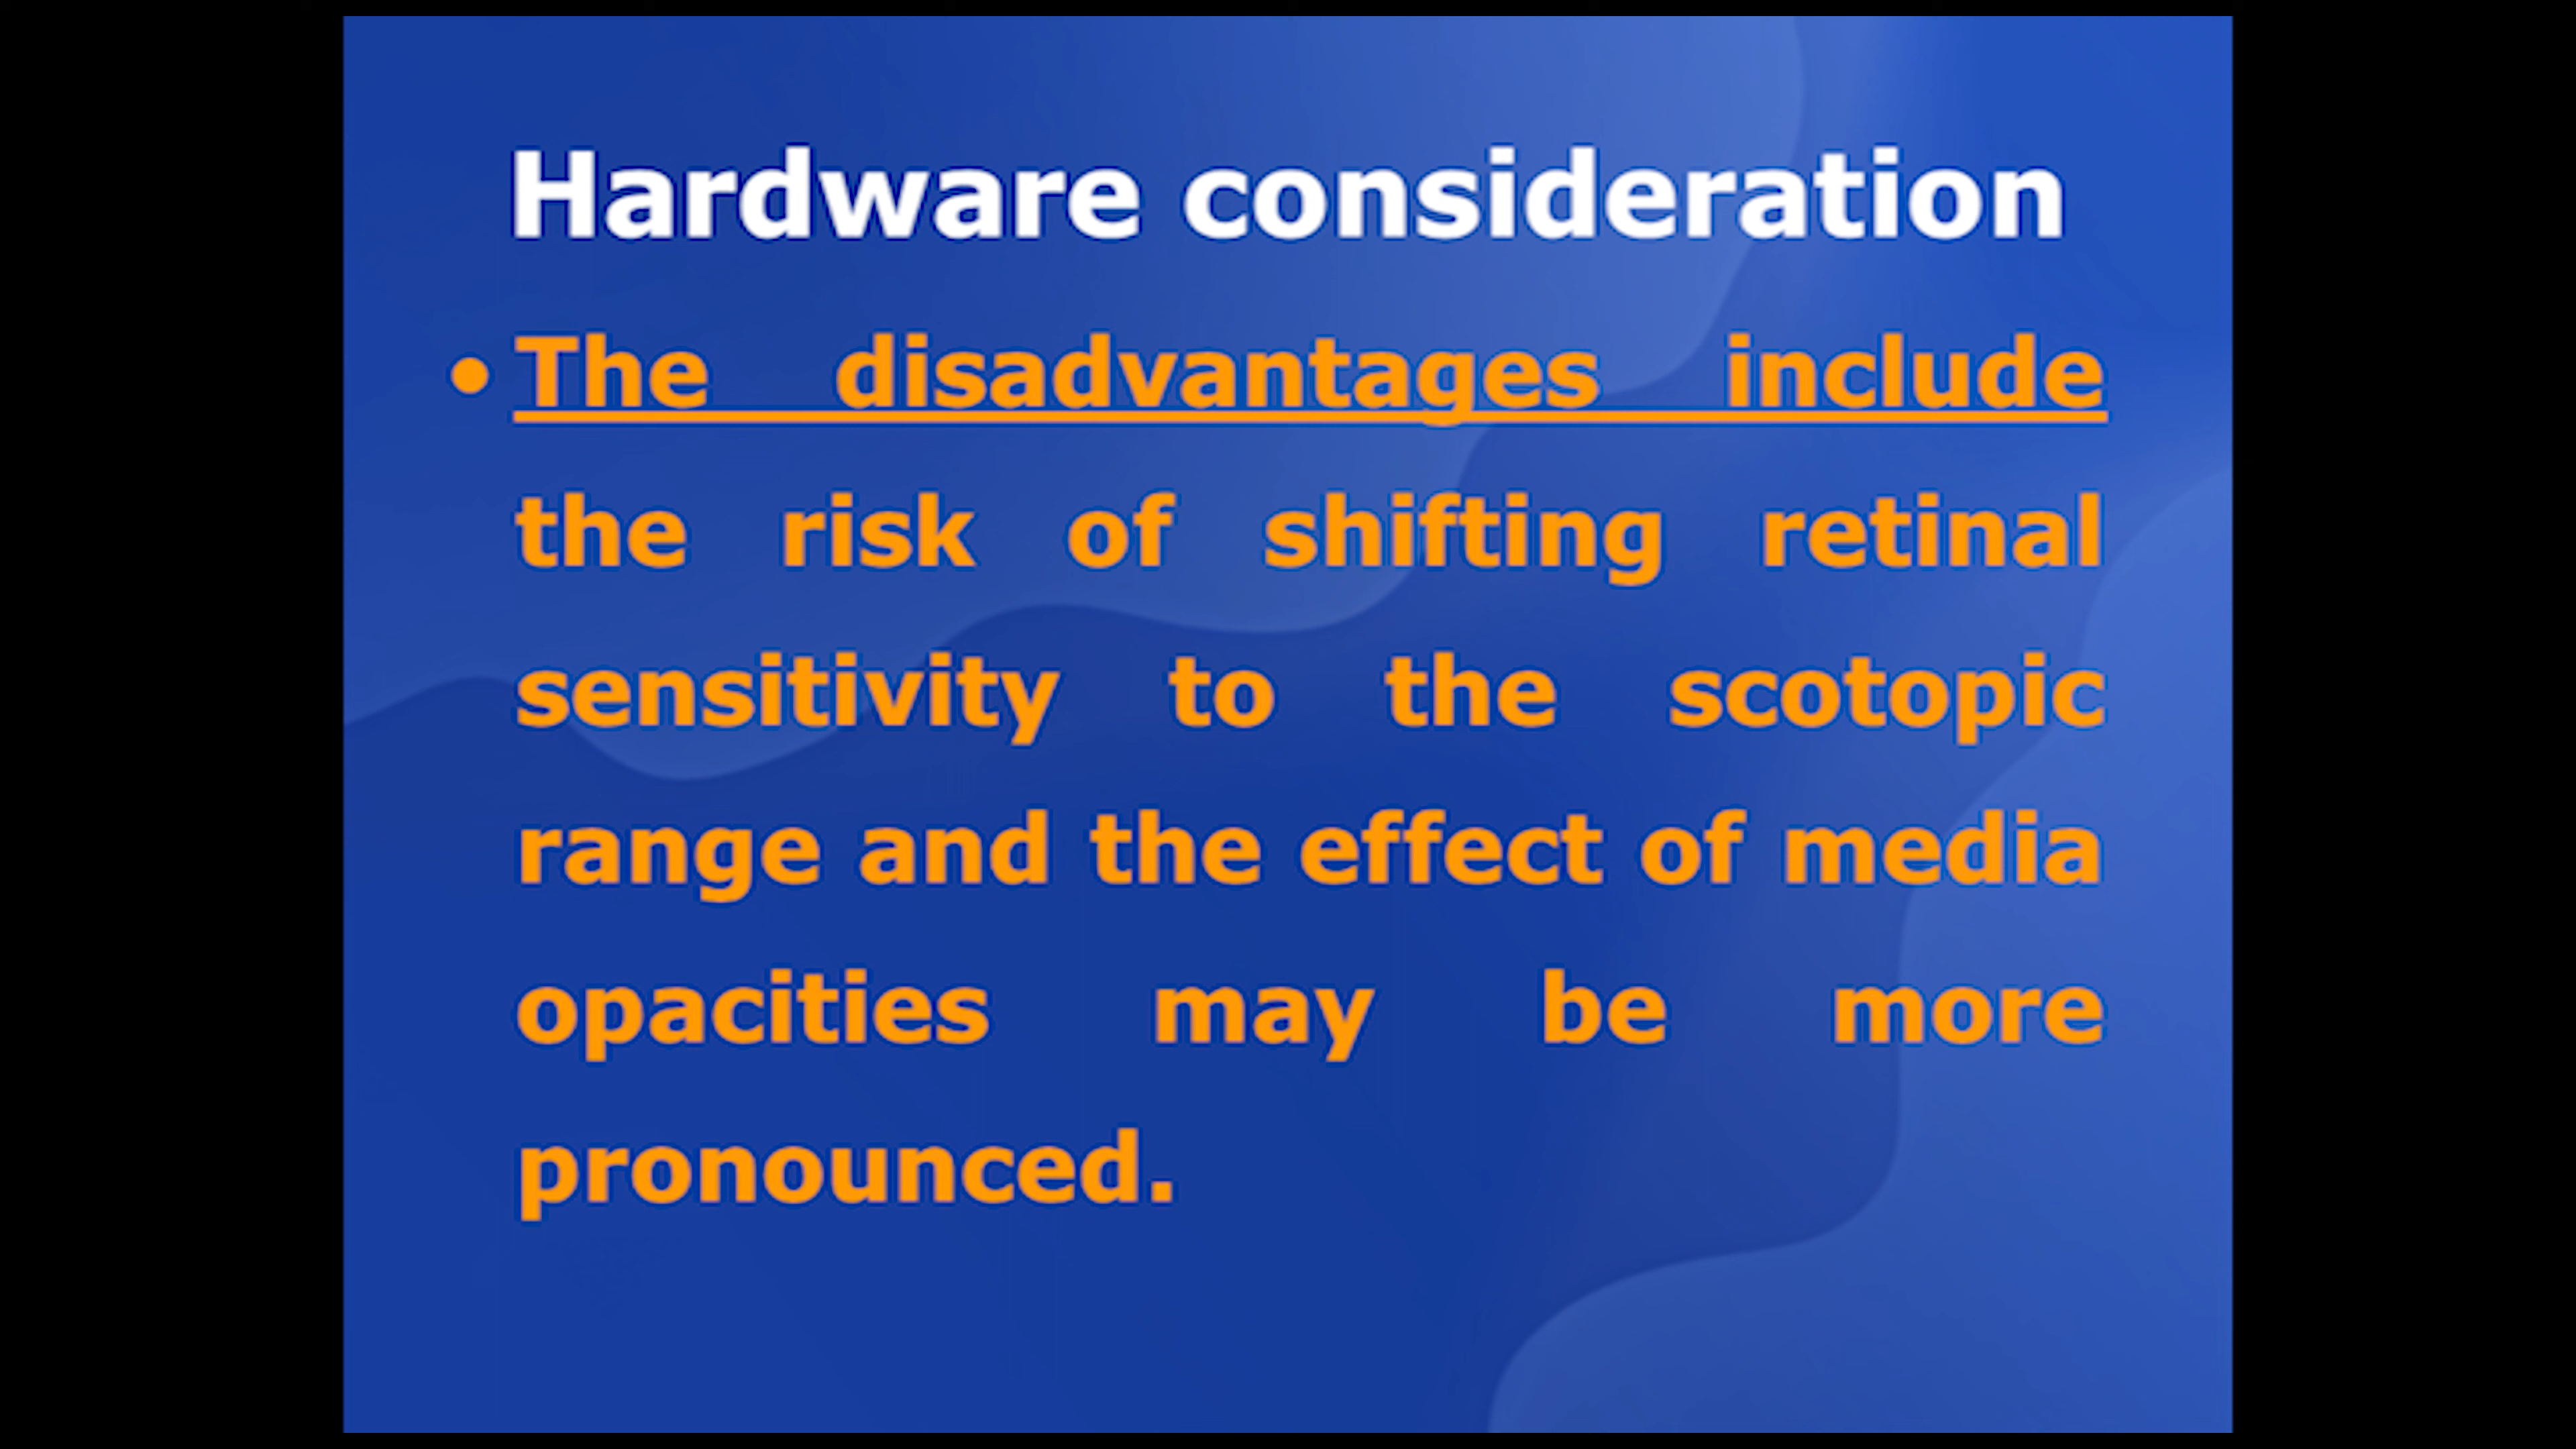 Hardware consideration
• The disadvantages include
the risk of shifting retinal
sensitivity to the scotopic
range and the effect of media
opacities may be more
pronounced.